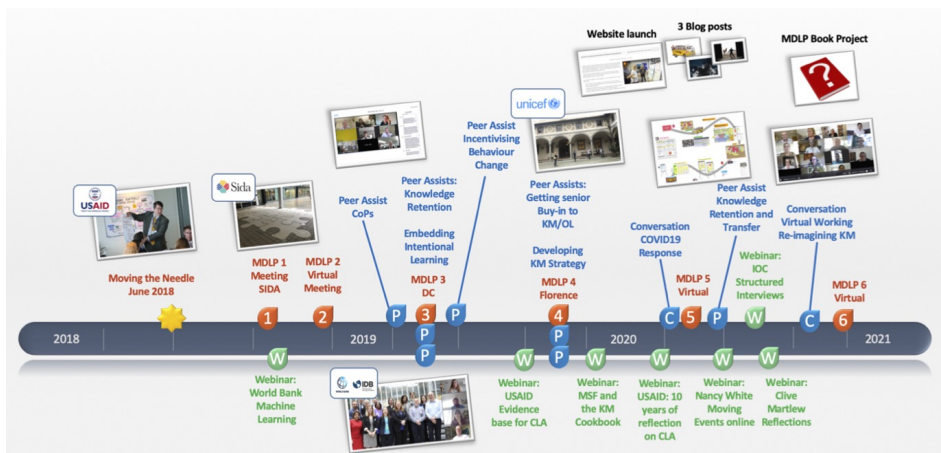 Website launch
3 Blog posts
MDLP Book Project
?
unicef
Peer Assist
Incentivising
Behaviour
Change
USAID
Sida
Peer Assist
CoPs
Peer Assists:
Knowledge
Retention
Embedding
Intentional
Learning
Peer Assists:
Getting senior
Buy-in to
KM/OL
Developing
KM Strategy
Conversation
COVID19
Response
Peer Assist
Knowledge
Retention and
Transfer
Conversation
Virtual Working
Re-imagining KM
Webinar:
IOC
Structured
Interviews
Moving the Needle
June 2018
MDLP 1
Meeting
SIDA
MDLP 2
Virtual
Meeting
MDLP 3
DC
MDLP 4
Florence
MDLP 5
Virtual
MDLP 6
Virtual
1
2
P
3
P
4
C
5
P
W
C
6
P
P
2018
2019
2020
2021
W
P
W
P
W
W
W
W
Webinar:
World Bank
Machine
Learning
IDB
Webinar:
USAID
Evidence
base for CLA
Webinar:
MSF and
the KM
Cookbook
Webinar:
USAID: 10
years of
reflection
on CLA
Webinar:
Nancy White
Moving
Events online
Webinar:
Clive
Martlew
Reflections